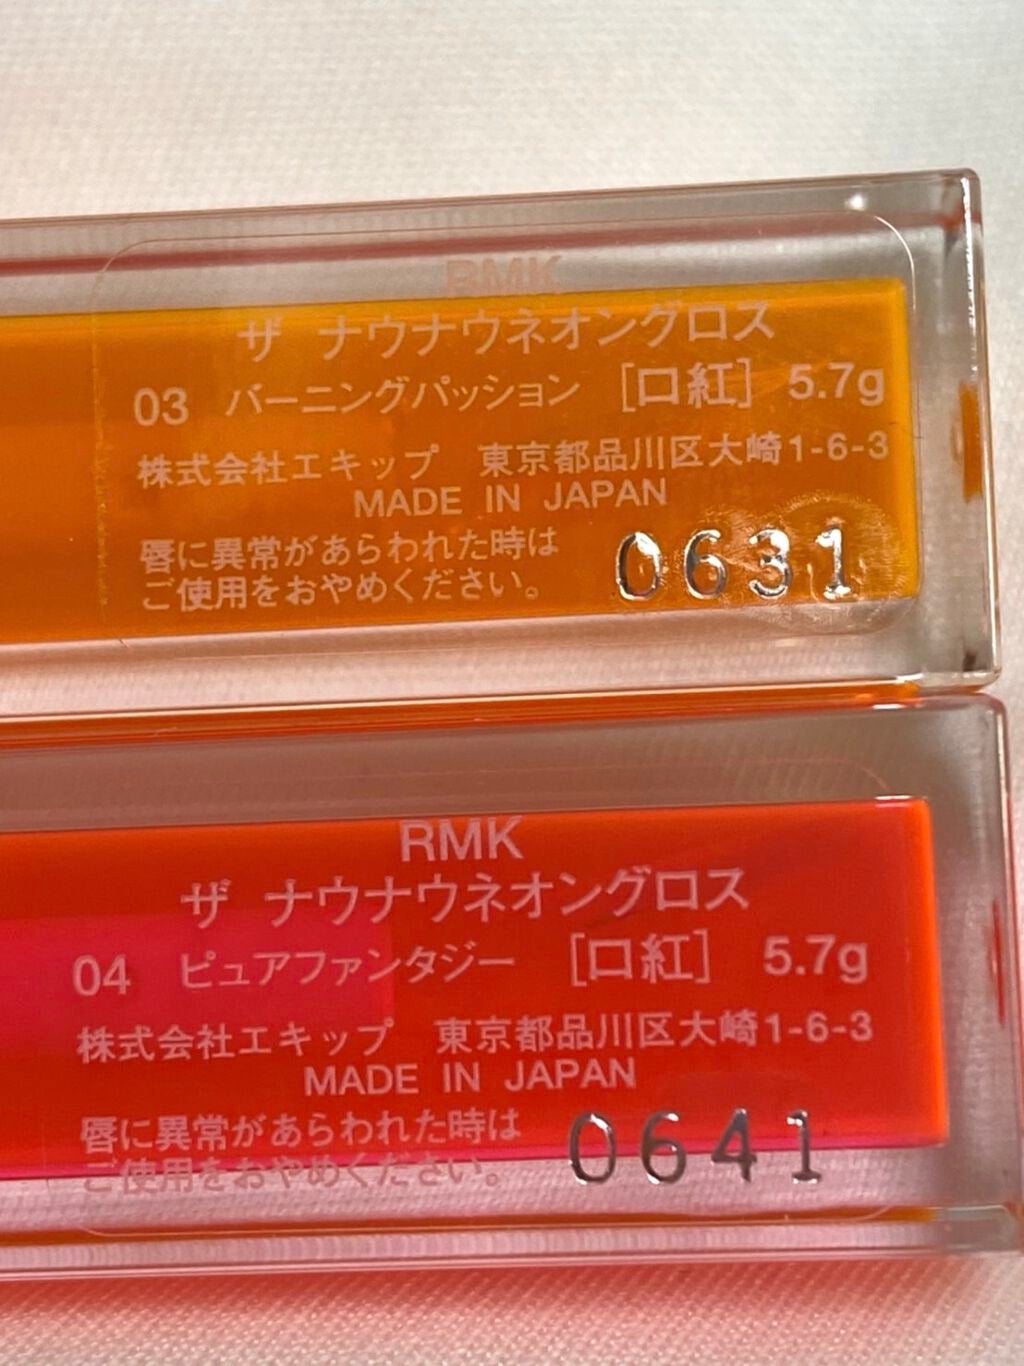 RMK
ザ ナウナウネオングロス
03 バーニングパッション [口紅] 5.7g
株式会社エキップ 東京都品川区大崎1-6-3
MADE IN JAPAN
唇に異常があらわれた時は
ご使用をおやめください。
0631
RMK
ザ ナウナウネオングロス
04 ピュアファンタジー [口紅] 5.7g
株式会社エキップ 東京都品川区大崎1-6-3
MADE IN JAPAN
唇に異常があらわれた時は
ご使用をおやめください。
0641